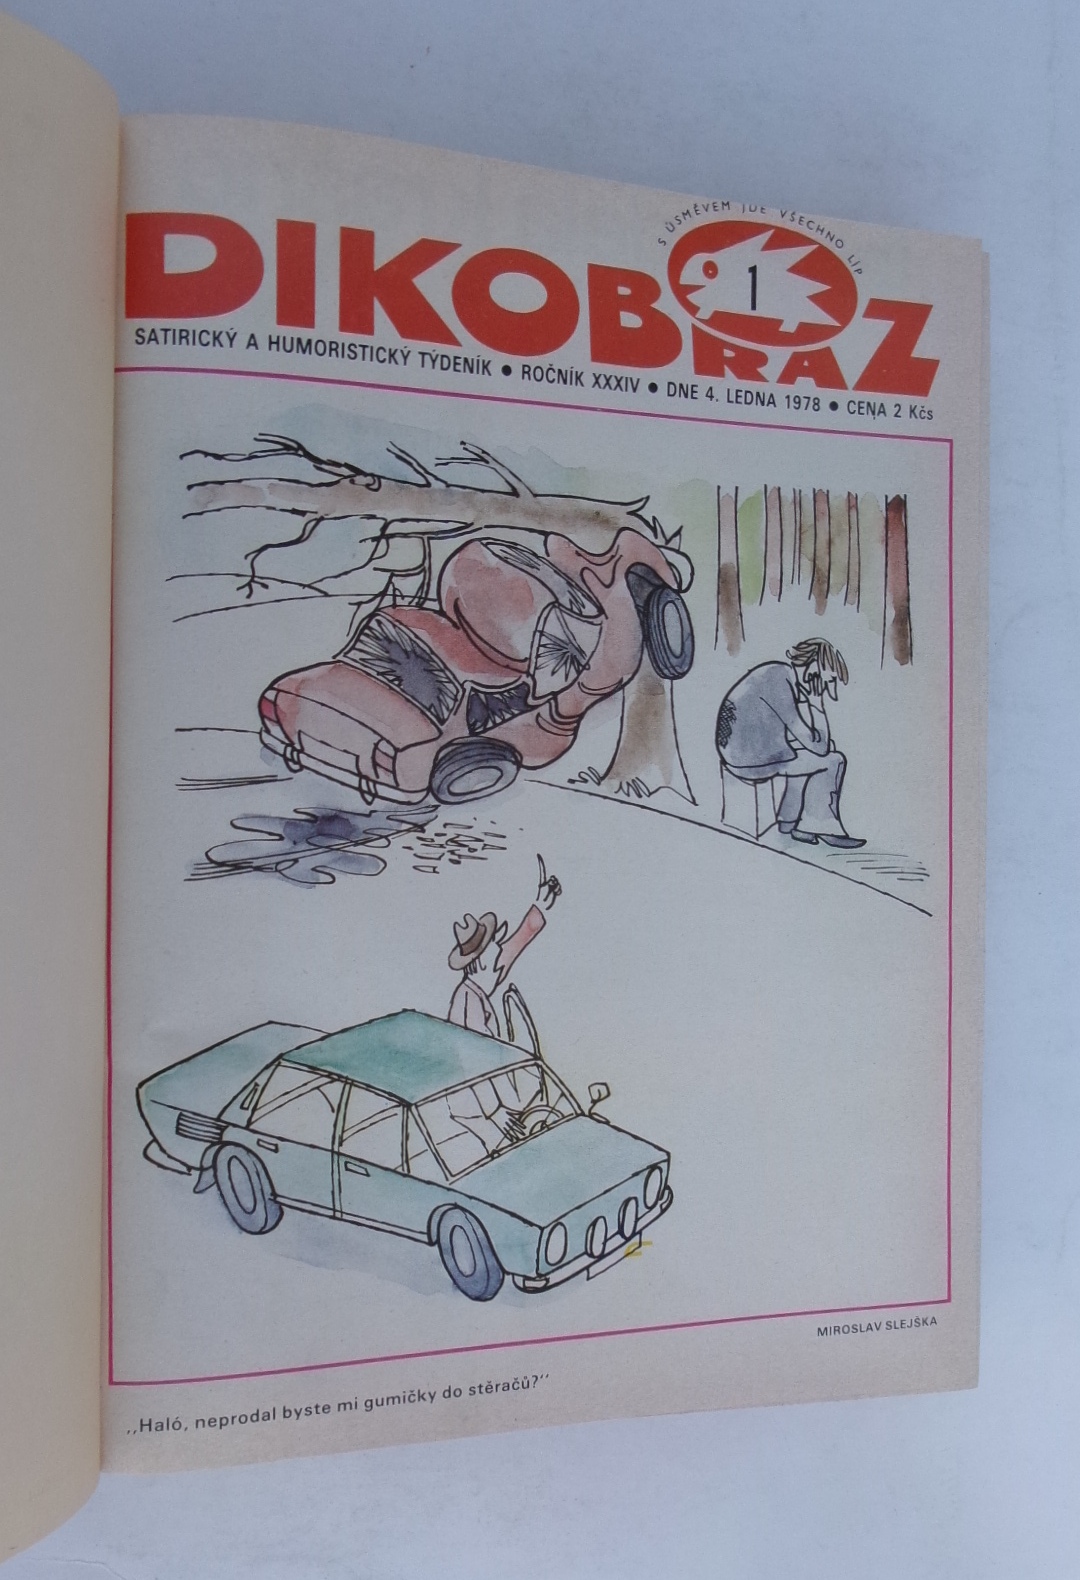 S ÚSMĚVEM JDE VŠECHNO LÍP
DIKOBRAZ
1
SATIRICKÝ A HUMORISTICKÝ TÝDENÍK ● ROČNÍK XXXIV ● DNE 4. LEDNA 1978 ● CENA 2 Kčs
MIROSLAV SLEJŠKA
„Haló, neprodal byste mi gumičky do stěračů?"